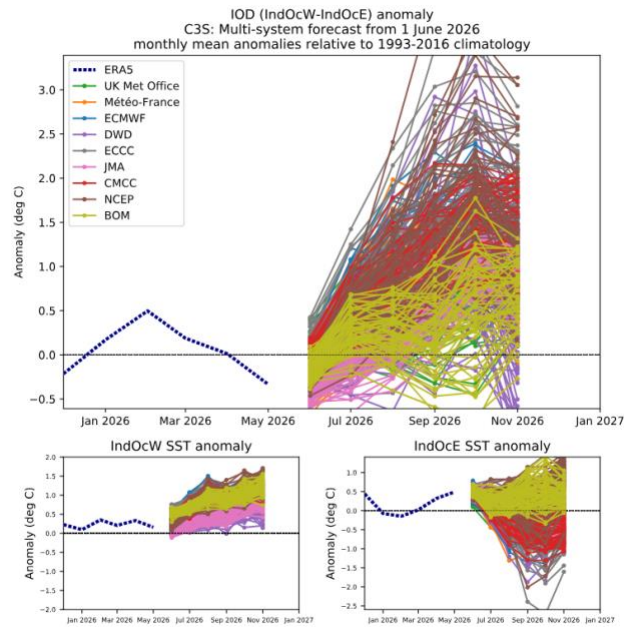 IOD (IndOcW-IndOcE) anomaly
C3S: Multi-system forecast from 1 June 2026
monthly mean anomalies relative to 1993-2016 climatology
ERA5
UK Met Office
Météo-France
ECMWF
DWD
ECCC
JMA
CMCC
NCEP
BOM
Anomaly (deg C)
3.0
2.5
2.0
1.5
1.0
0.5
0.0
−0.5
Jan 2026 Mar 2026 May 2026 Jul 2026 Sep 2026 Nov 2026 Jan 2027
IndOcW SST anomaly
Anomaly (deg C)
2.0
1.5
1.0
0.5
0.0
−0.5
−1.0
−1.5
−2.0
Jan 2026 Mar 2026 May 2026 Jul 2026 Sep 2026 Nov 2026 Jan 2027
IndOcE SST anomaly
Anomaly (deg C)
1.0
0.5
0.0
−0.5
−1.0
−1.5
−2.0
−2.5
Jan 2026 Mar 2026 May 2026 Jul 2026 Sep 2026 Nov 2026 Jan 2027